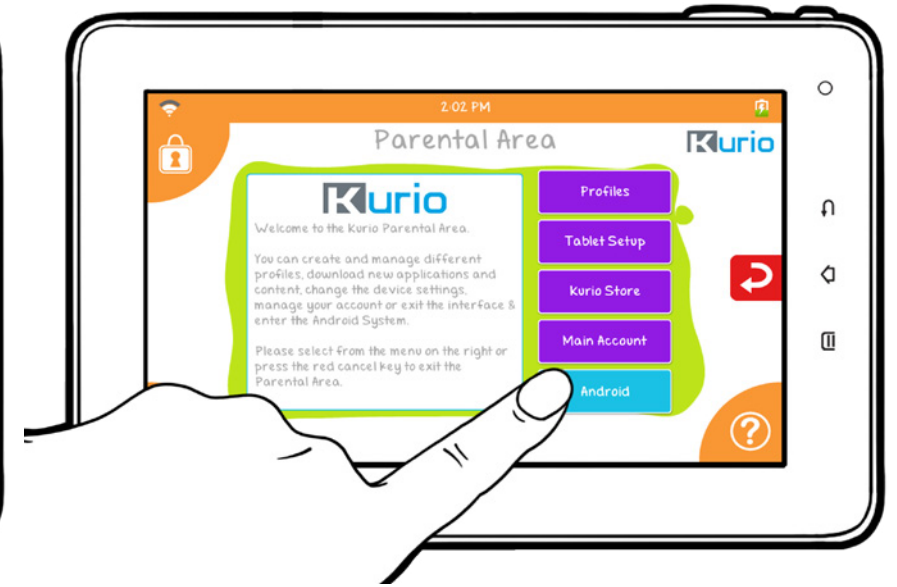 2:02 PM
Parental Area
Kurio
Kurio
Welcome to the Kurio Parental Area.
You can create and manage different
profiles, download new applications and
content, change the device settings,
manage your account or exit the interface &
enter the Android System.
Please select from the menu on the right or
press the red cancel key to exit the
Parental Area.
Profiles
Tablet Setup
Kurio Store
Main Account
Android
?